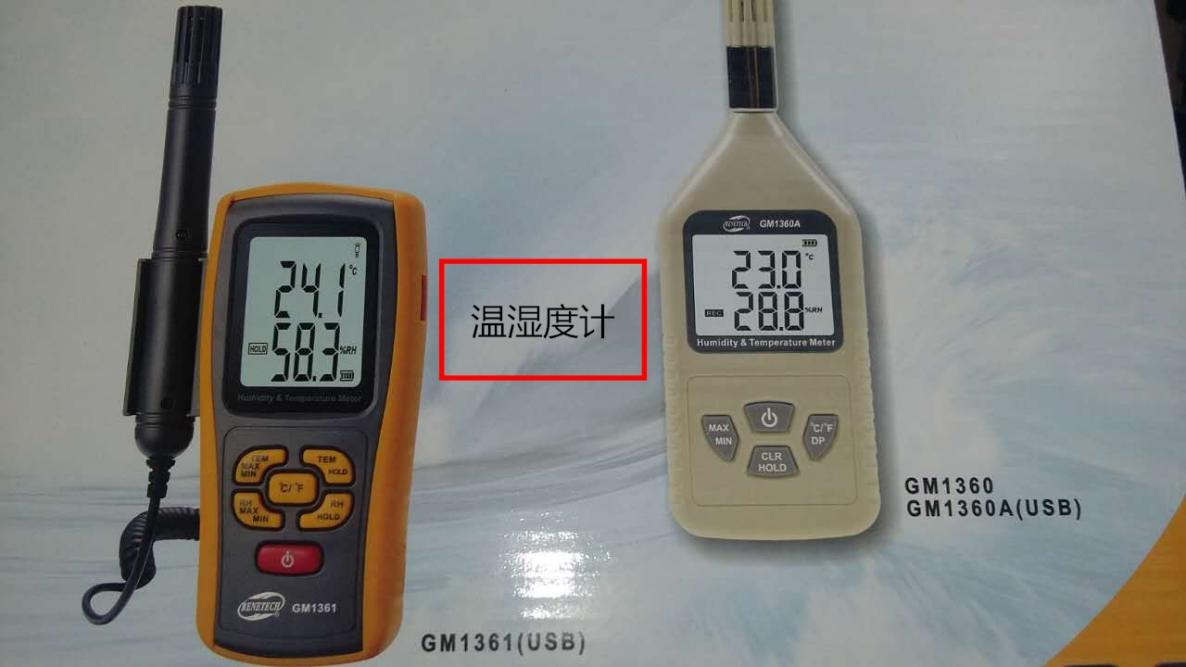 24.1 °C
HOLD 58.3 %RH
Humidity & Temperature Meter
TEM MAX MIN
TEM HOLD
°C/°F
RH MAX MIN
RH HOLD
BENETECH GM1361
GM1361(USB)
温湿度计
BENETECH GM1360A
23.0 °C
REC 28.8 %RH
Humidity & Temperature Meter
MAX MIN
°C/°F DP
CLR HOLD
GM1360
GM1360A(USB)